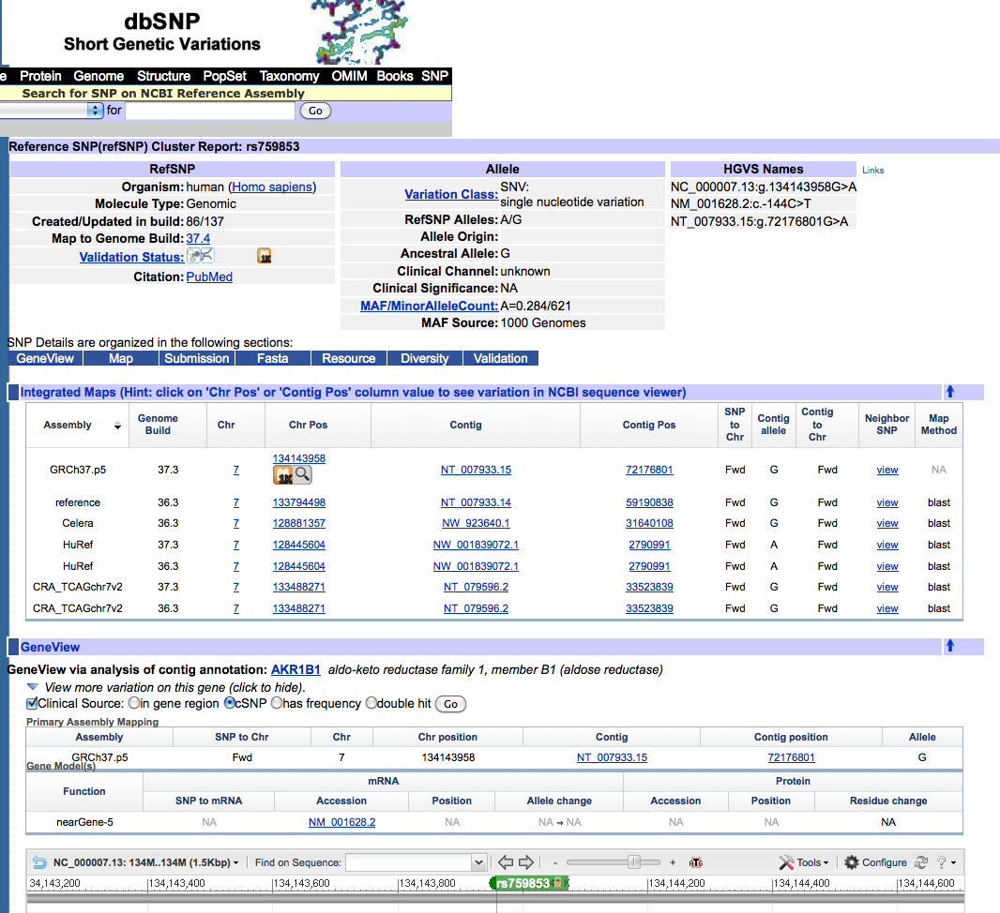 dbSNP
Short Genetic Variations
e Protein Genome Structure PopSet Taxonomy OMIM Books SNP
Search for SNP on NCBI Reference Assembly
for Go
Reference SNP(refSNP) Cluster Report: rs759853
RefSNP
Organism: human (Homo sapiens)
Molecule Type: Genomic
Created/Updated in build: 86/137
Map to Genome Build: 37.4
Validation Status:
Citation: PubMed
Allele
Variation Class: SNV:
single nucleotide variation
RefSNP Alleles: A/G
Allele Origin:
Ancestral Allele: G
Clinical Channel: unknown
Clinical Significance: NA
MAF/MinorAlleleCount: A=0.284/621
MAF Source: 1000 Genomes
HGVS Names
NC_000007.13:g.134143958G>A
NM_001628.2:c.-144C>T
NT_007933.15:g.72176801G>A
Links
SNP Details are organized in the following sections:
GeneView Map Submission Fasta Resource Diversity Validation
Integrated Maps (Hint: click on 'Chr Pos' or 'Contig Pos' column value to see variation in NCBI sequence viewer)
Assembly Genome Build Chr Chr Pos Contig Contig Pos SNP to Chr Contig allele Contig to Chr Neighbor SNP Map Method
GRCh37.p5 37.3 7 134143958 NT_007933.15 72176801 Fwd G Fwd view NA
reference 36.3 7 133794498 NT_007933.14 59190838 Fwd G Fwd view blast
Celera 36.3 7 128881357 NW_923640.1 31640108 Fwd G Fwd view blast
HuRef 37.3 7 128445604 NW_001839072.1 2790991 Fwd A Fwd view blast
HuRef 36.3 7 128445604 NW_001839072.1 2790991 Fwd A Fwd view blast
CRA_TCAGchr7v2 37.3 7 133488271 NT_079596.2 33523839 Fwd G Fwd view blast
CRA_TCAGchr7v2 36.3 7 133488271 NT_079596.2 33523839 Fwd G Fwd view blast
GeneView
GeneView via analysis of contig annotation: AKR1B1 aldo-keto reductase family 1, member B1 (aldose reductase)
View more variation on this gene (click to hide).
Clinical Source: in gene region cSNP has frequency double hit Go
Primary Assembly Mapping
Assembly SNP to Chr Chr Chr position Contig Contig position Allele
GRCh37.p5 Fwd 7 134143958 NT_007933.15 72176801 G
Gene Model(s)
Function mRNA Protein
SNP to mRNA Accession Position Allele change Accession Position Residue change
nearGene-5 NA NM_001628.2 NA NA ⇒ NA NA NA NA
NC_000007.13: 134M..134M (1.5Kbp) Find on Sequence: - + Tools Configure ?
34,143,200 134,143,400 134,143,600 134,143,800 rs759853 K 134,144,200 134,144,400 134,144,600